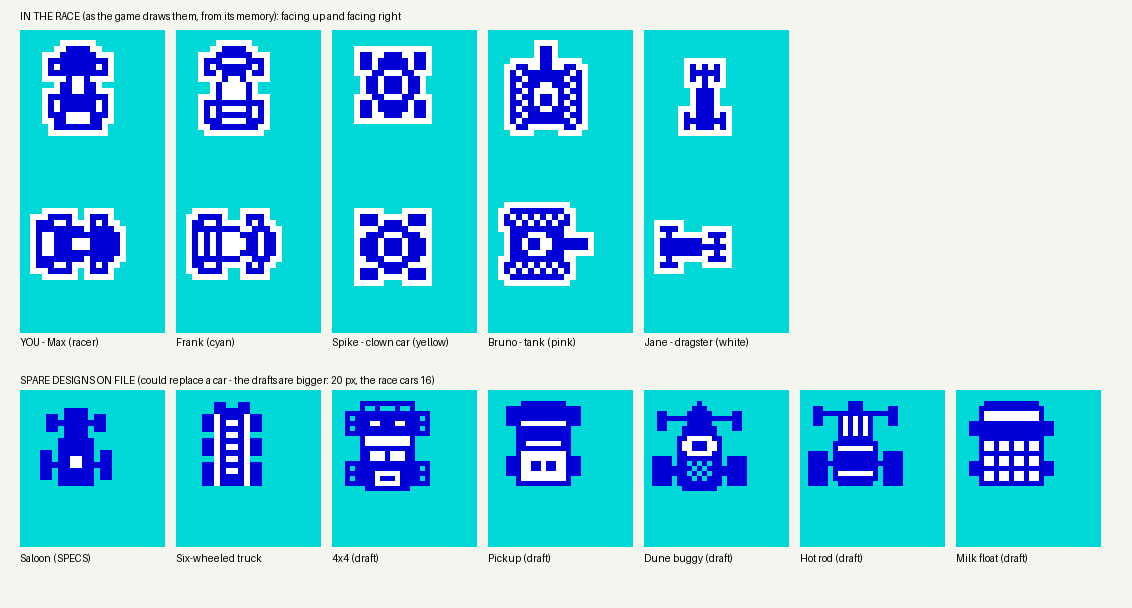 IN THE RACE (as the game draws them, from its memory): facing up and facing right
YOU - Max (racer)
Frank (cyan)
Spike - clown car (yellow)
Bruno - tank (pink)
Jane - dragster (white)
SPARE DESIGNS ON FILE (could replace a car - the drafts are bigger: 20 px, the race cars 16)
Saloon (SPECS)
Six-wheeled truck
4x4 (draft)
Pickup (draft)
Dune buggy (draft)
Hot rod (draft)
Milk float (draft)